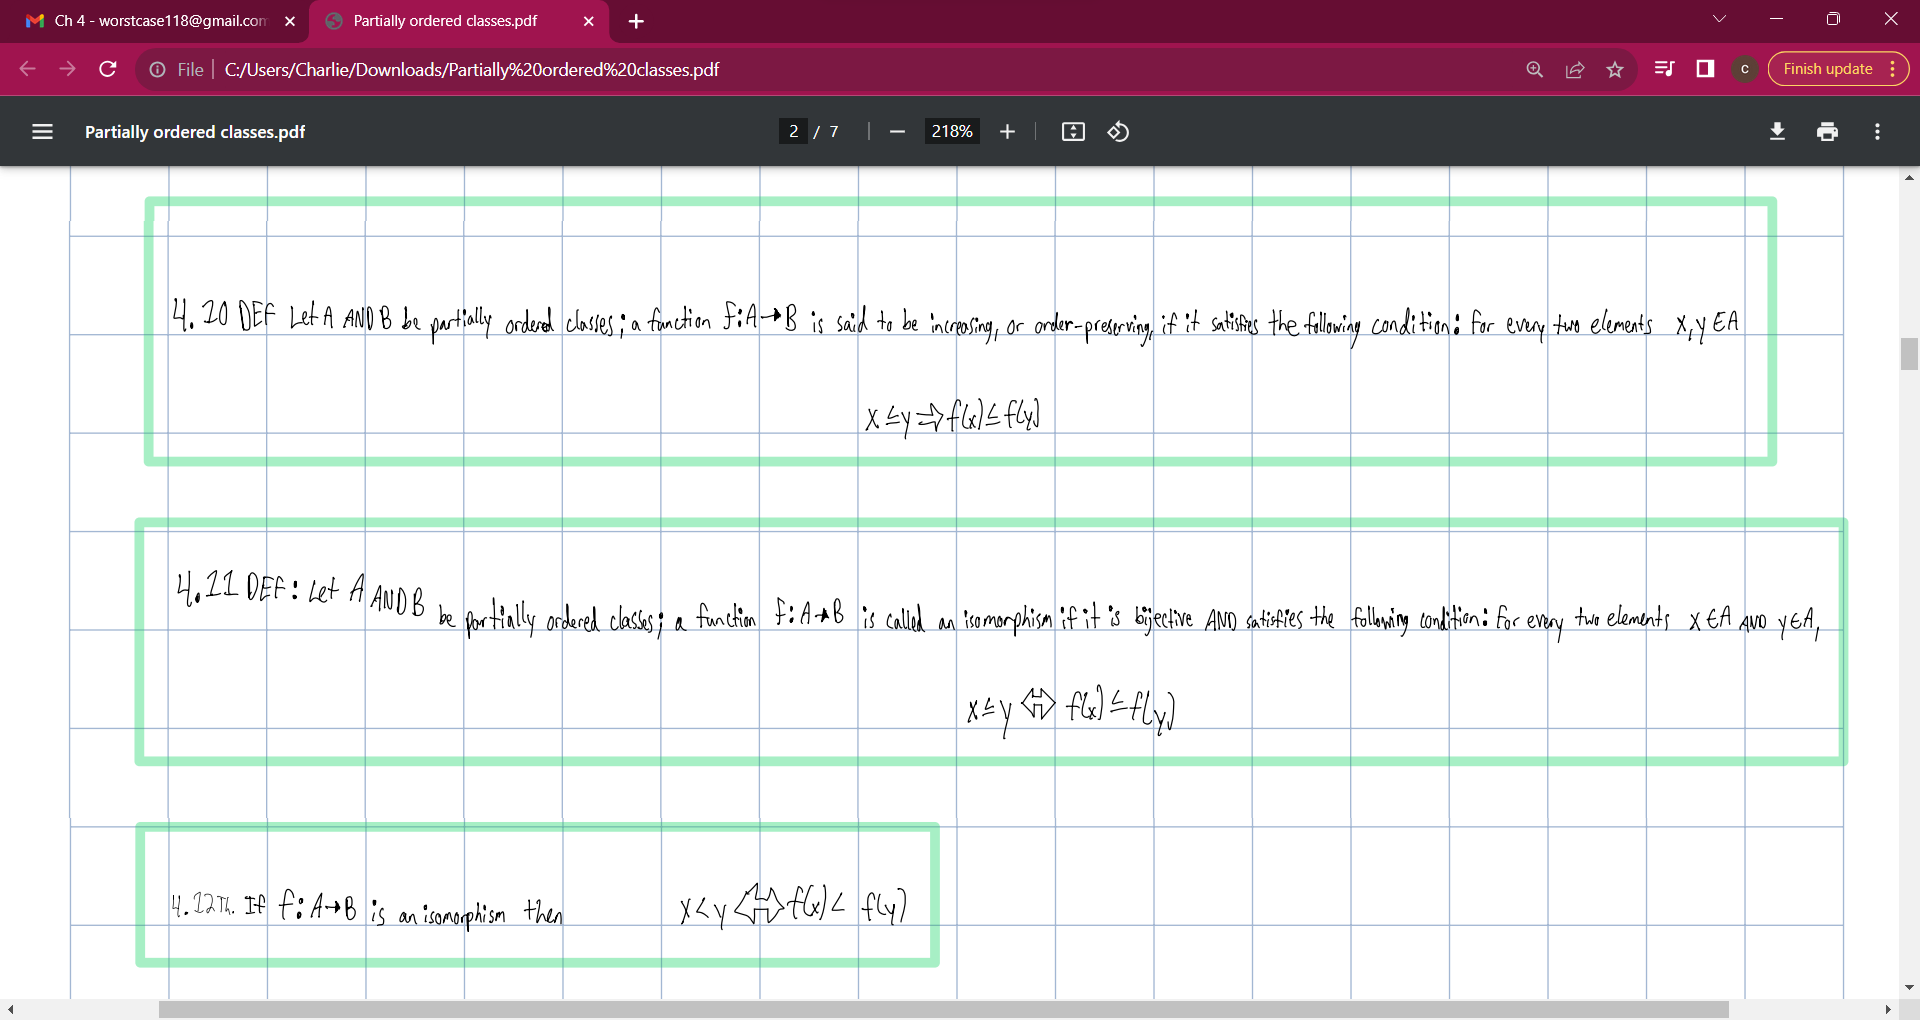 Ch 4 - worstcase118@gmail.com
Partially ordered classes.pdf
File
C:/Users/Charlie/Downloads/Partially%20ordered%20classes.pdf
C
Finish update
Partially ordered classes.pdf
2 / 7
218%
4.10 DEF Let A AND B be partially ordered classes; a function f:A→B is said to be increasing, or order-preserving, if it satisfies the following condition: For every two elements x,y∈A
x≤y⇒f(x)≤f(y)
4.11 DEF: Let A AND B be partially ordered classes; a function f:A→B is called an isomorphism if it is bijective AND satisfies the following condition: For every two elements x∈A AND y∈A,
x≤y⇔f(x)≤f(y)
4.12 Th. If f:A→B is an isomorphism then x<y⇔f(x)< f(y)